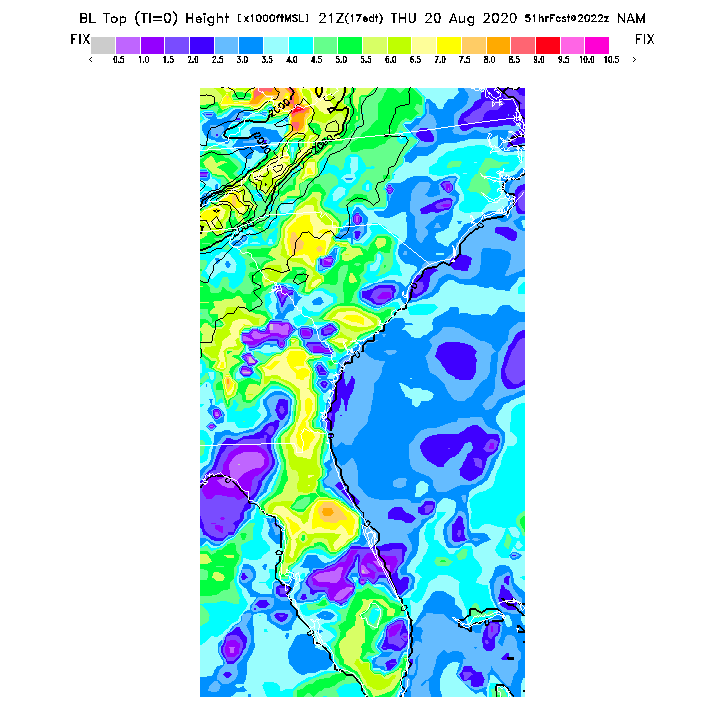 BL Top (TI=0) Height [x1000ftMSL] 21Z(17edt) THU 20 Aug 2020 51hrFcst@2022z NAM
FIX FIX
< 0.5 1.0 1.5 2.0 2.5 3.0 3.5 4.0 4.5 5.0 5.5 6.0 6.5 7.0 7.5 8.0 8.5 9.0 9.5 10.0 10.5 >
2000
2000